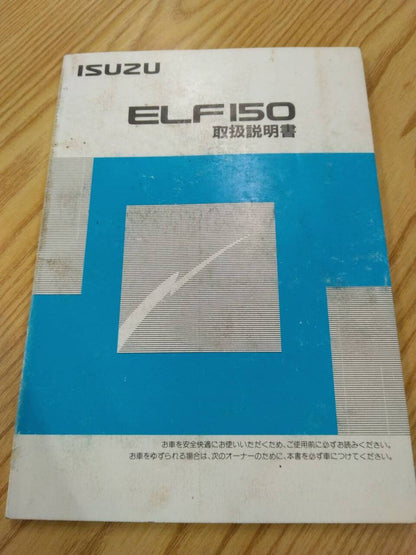 ISUZU
ELF150
取扱説明書
お車を安全快適にお使いいただくため、ご使用前に必ずお読みください。
お車をゆずられる場合は、次のオーナーのために、本書を必ず車につけてください。